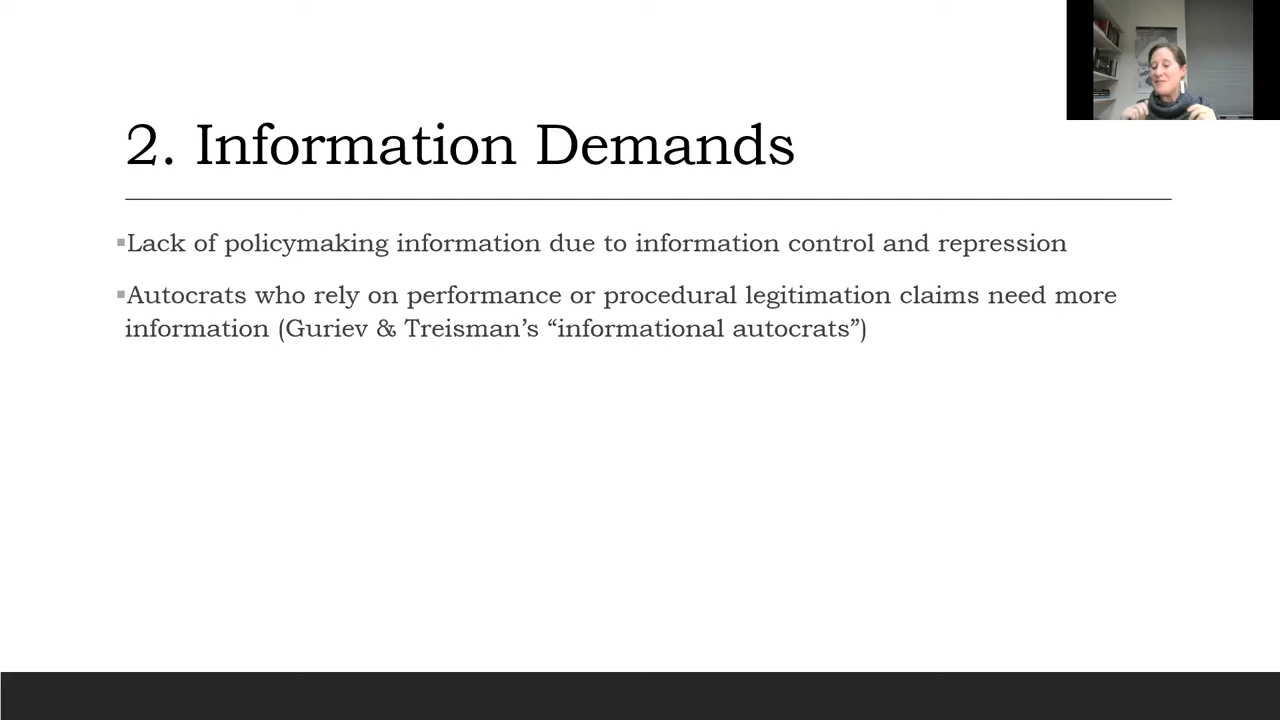 2. Information Demands
▪Lack of policymaking information due to information control and repression
▪Autocrats who rely on performance or procedural legitimation claims need more
information (Guriev & Treisman’s “informational autocrats”)